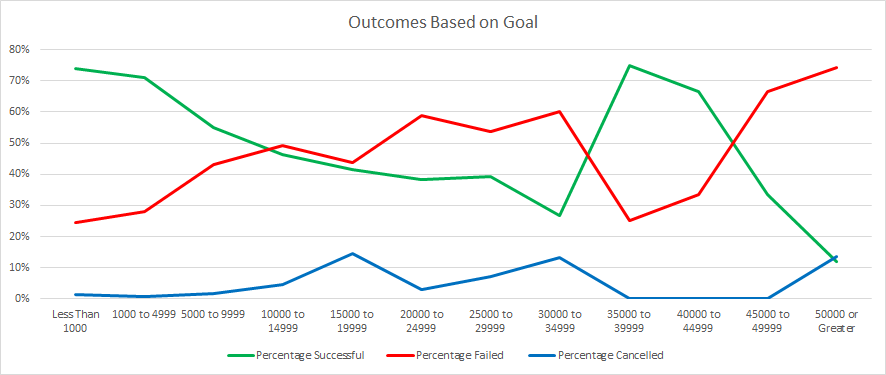 Outcomes Based on Goal
80%
70%
60%
50%
40%
30%
20%
10%
0%
Less Than 1000
1000 to 4999
5000 to 9999
10000 to 14999
15000 to 19999
20000 to 24999
25000 to 29999
30000 to 34999
35000 to 39999
40000 to 44999
45000 to 49999
50000 or Greater
Percentage Successful
Percentage Failed
Percentage Cancelled